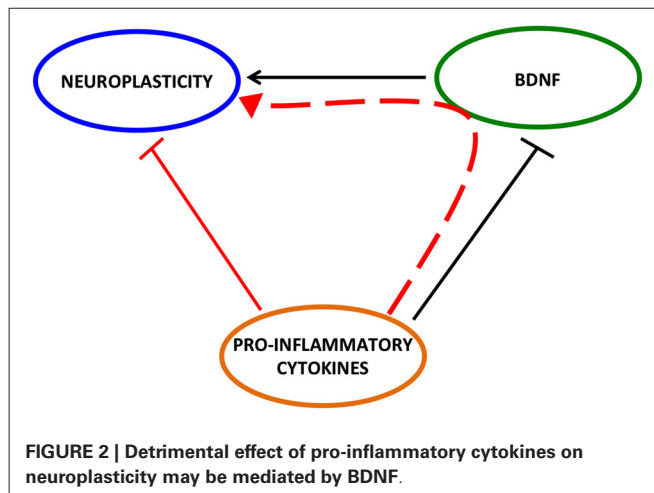 NEUROPLASTICITY
BDNF
PRO-INFLAMMATORY
CYTOKINES
FIGURE 2 | Detrimental effect of pro-inflammatory cytokines on
neuroplasticity may be mediated by BDNF.